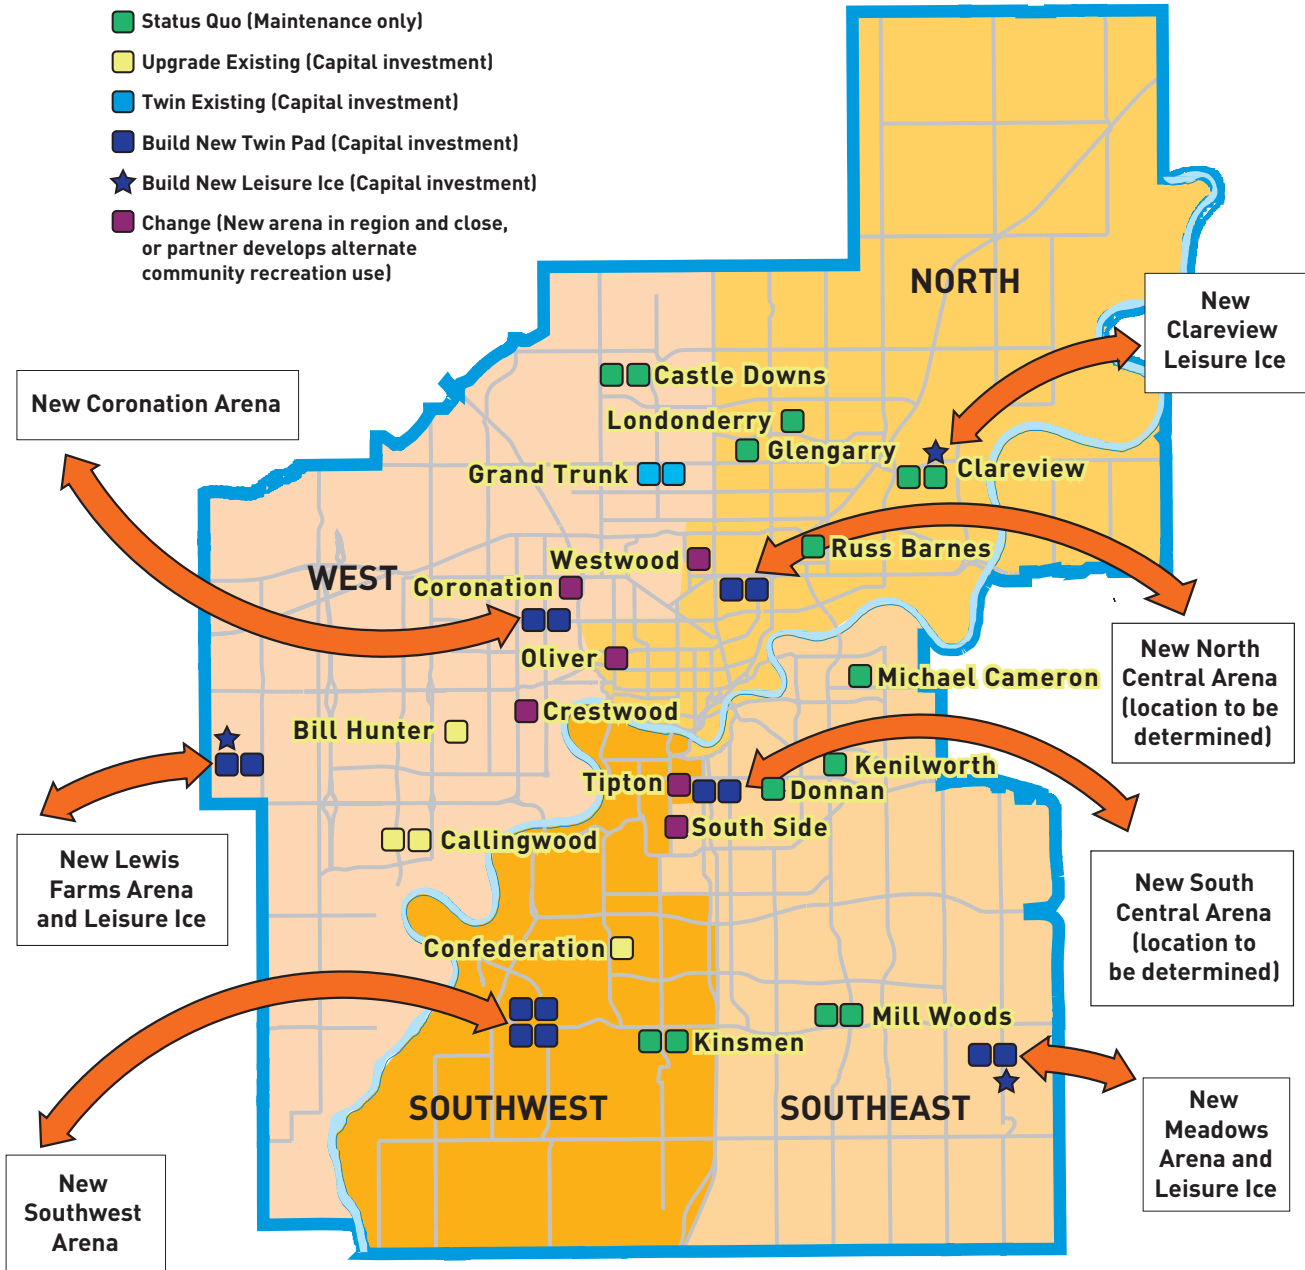 Status Quo (Maintenance only)
Upgrade Existing (Capital investment)
Twin Existing (Capital investment)
Build New Twin Pad (Capital investment)
Build New Leisure Ice (Capital investment)
Change (New arena in region and close,
or partner develops alternate
community recreation use)
NORTH
New
Clareview
Leisure Ice
New Coronation Arena
Castle Downs
Londonderry
Glengarry
Clareview
Grand Trunk
Russ Barnes
Westwood
WEST
Coronation
Oliver
New North
Central Arena
(location to be
determined)
Michael Cameron
Crestwood
Bill Hunter
Kenilworth
Tipton
Donnan
South Side
Callingwood
New Lewis
Farms Arena
and Leisure Ice
New South
Central Arena
(location to
be determined)
Confederation
Mill Woods
Kinsmen
SOUTHWEST
SOUTHEAST
New
Meadows
Arena and
Leisure Ice
New
Southwest
Arena